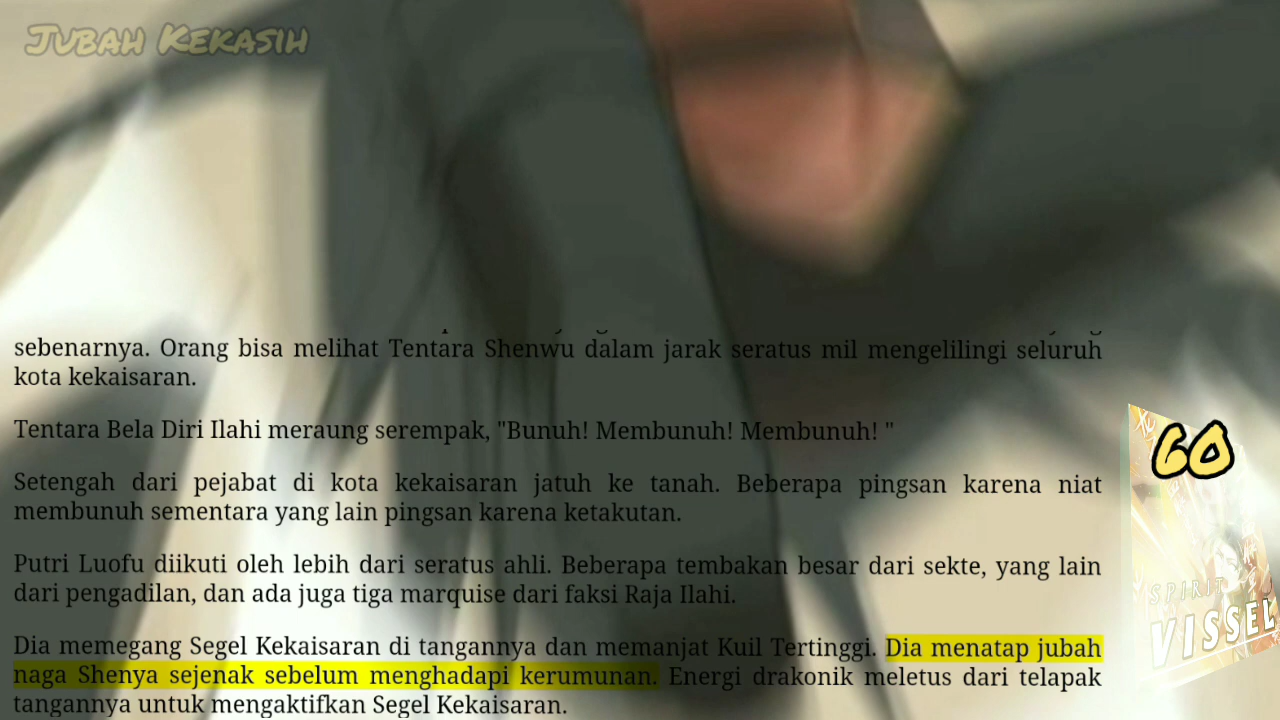 Jubah Kekasih
sebenarnya. Orang bisa melihat Tentara Shenwu dalam jarak seratus mil mengelilingi seluruh
kota kekaisaran.
Tentara Bela Diri Ilahi meraung serempak, "Bunuh! Membunuh! Membunuh! "
Setengah dari pejabat di kota kekaisaran jatuh ke tanah. Beberapa pingsan karena niat
membunuh sementara yang lain pingsan karena ketakutan.
Putri Luofu diikuti oleh lebih dari seratus ahli. Beberapa tembakan besar dari sekte, yang lain
dari pengadilan, dan ada juga tiga marquise dari faksi Raja Ilahi.
Dia memegang Segel Kekaisaran di tangannya dan memanjat Kuil Tertinggi. Dia menatap jubah
naga Shenya sejenak sebelum menghadapi kerumunan. Energi drakonik meletus dari telapak
tangannya untuk mengaktifkan Segel Kekaisaran.
60
SPIRIT
VISSEL